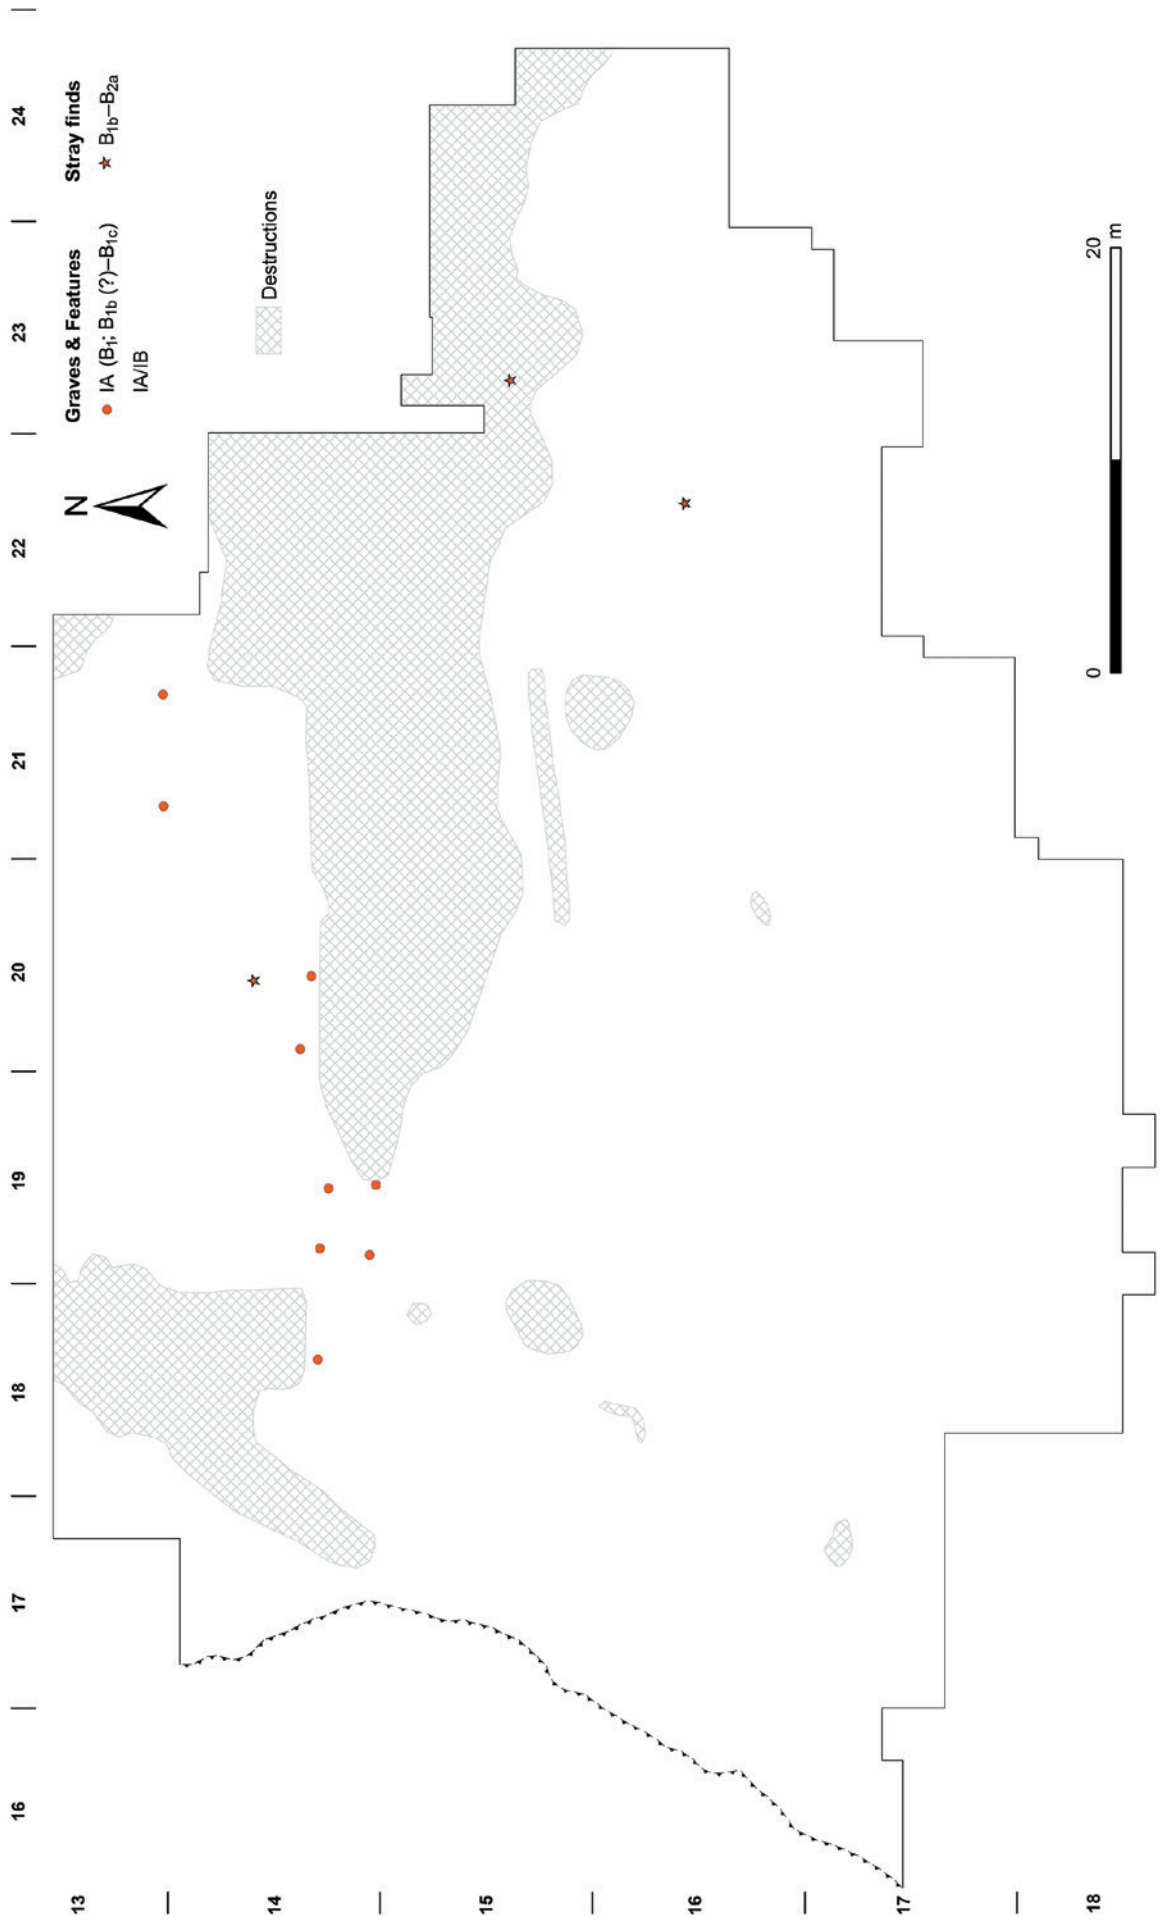 Graves & Features
IA (B1; B1b (?)–B1c)
IA/IB
Stray finds
B1b–B2a
Destructions
N
0
20
m
16
17
18
19
20
21
22
23
24
13
14
15
16
17
18